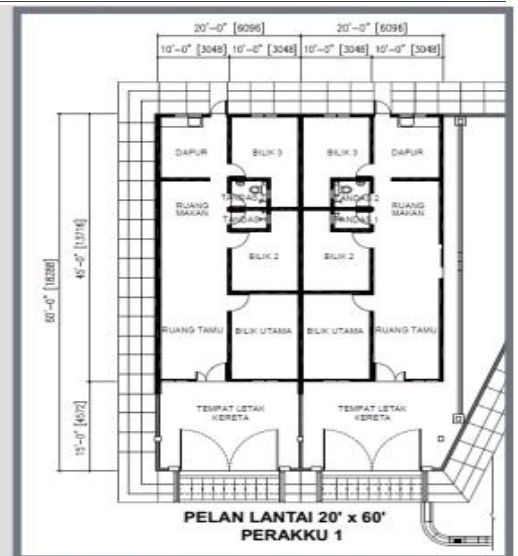 20'-0" [6096] 20'-0" [6096]
10'-0" [3048] 10'-0" [3048] 10'-0" [3048] 10'-0" [3048]
DAPUR BILIK 3 BILIK 3 DAPUR
TANDAS 2 TANDAS 2
RUANG MAKAN RUANG MAKAN
TANDAS 1 TANDAS 1
BILIK 2 BILIK 2
60'-0" [18288]
45'-0" [13716]
RUANG TAMU BILIK UTAMA BILIK UTAMA RUANG TAMU
15'-0" [4572]
TEMPAT LETAK KERETA TEMPAT LETAK KERETA
PELAN LANTAI 20' x 60'
PERAKKU 1